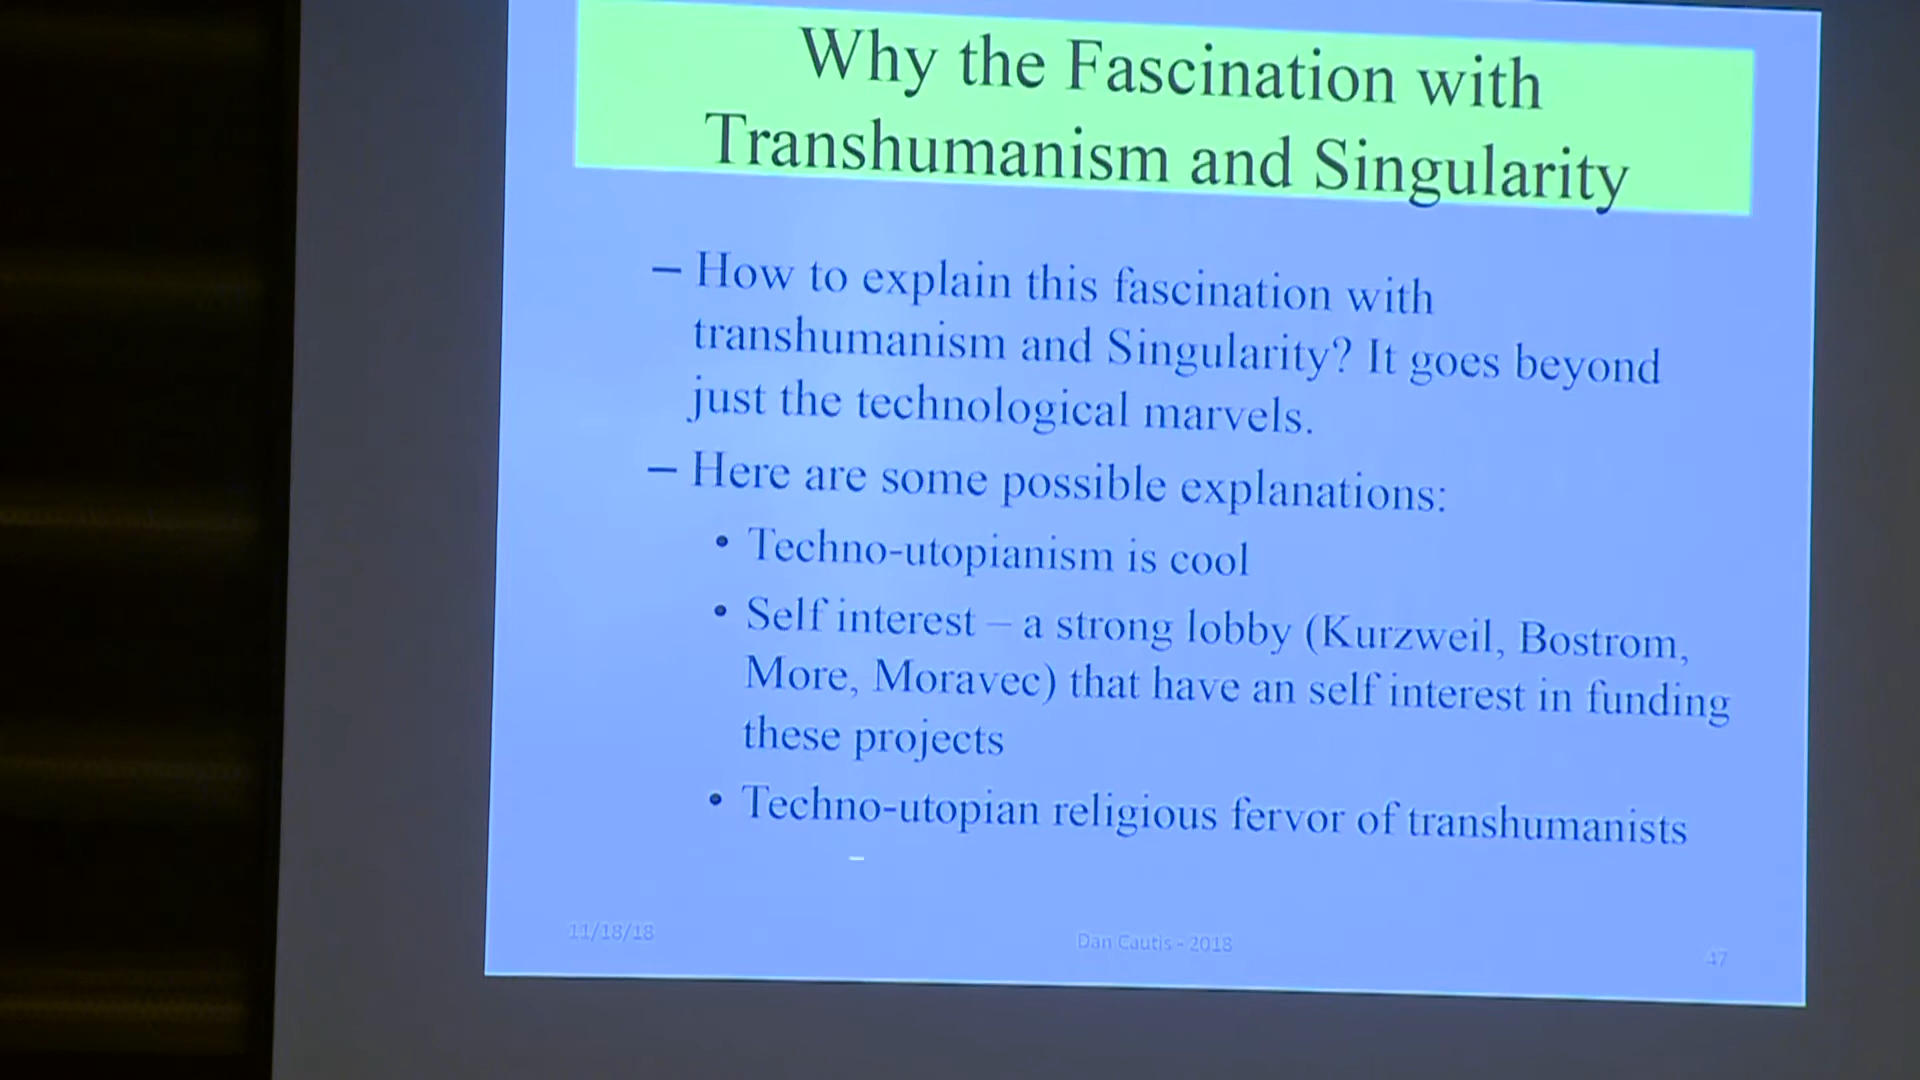 Why the Fascination with
Transhumanism and Singularity
– How to explain this fascination with
transhumanism and Singularity? It goes beyond
just the technological marvels.
– Here are some possible explanations:
• Techno-utopianism is cool
• Self interest – a strong lobby (Kurzweil, Bostrom,
More, Moravec) that have an self interest in funding
these projects
• Techno-utopian religious fervor of transhumanists
11/18/18
Dan Cautis - 2018
47